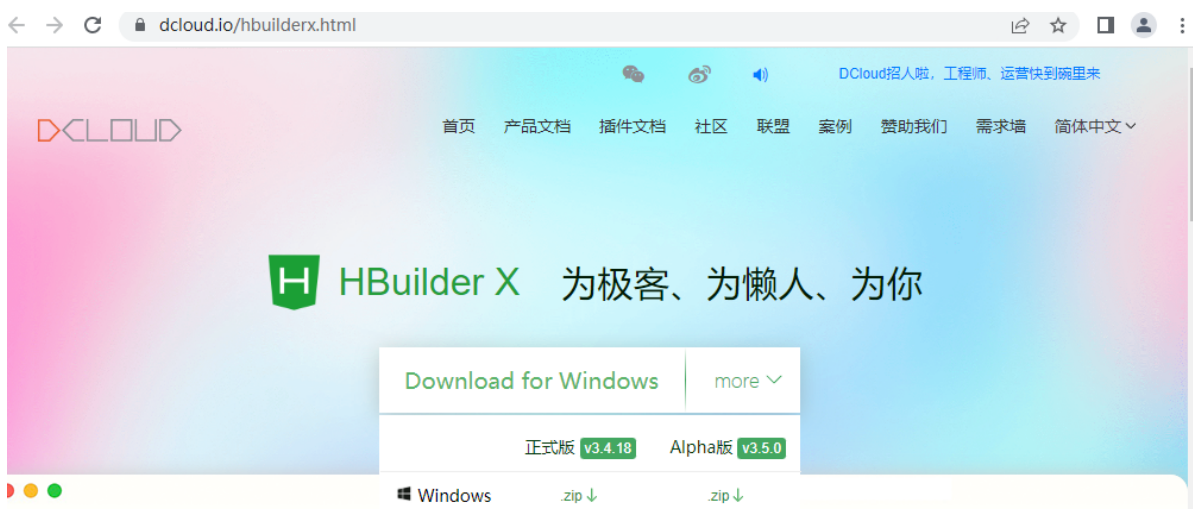 dcloud.io/hbuilderx.html
DCloud招人啦，工程师、运营快到碗里来
DCLOUD
首页 产品文档 插件文档 社区 联盟 案例 赞助我们 需求墙 简体中文
H HBuilder X 为极客、为懒人、为你
Download for Windows more
正式版 v3.4.18 Alpha版 v3.5.0
Windows .zip .zip